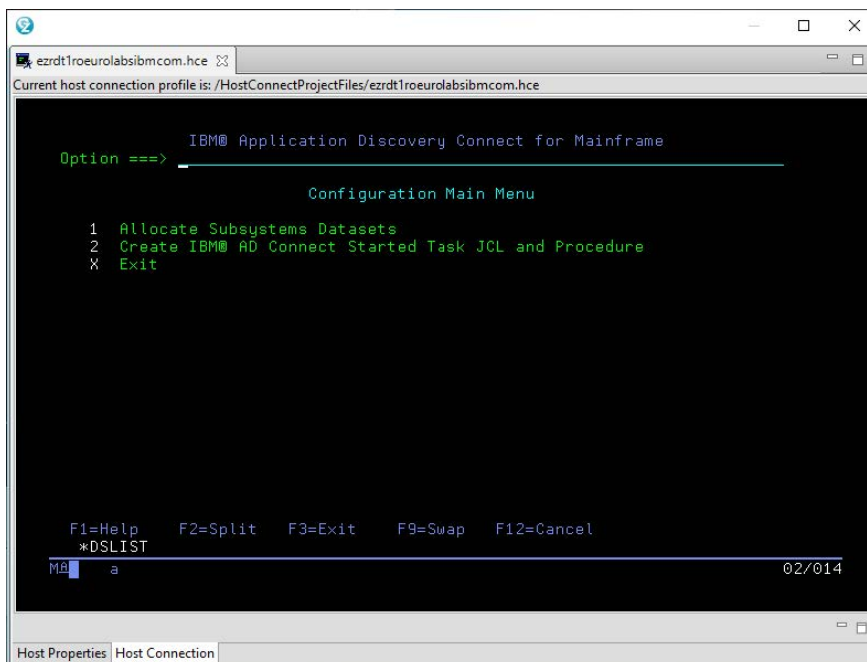 ezrdt1roeurolabsibmcom.hce
Current host connection profile is: /HostConnectProjectFiles/ezrdt1roeurolabsibmcom.hce
IBM® Application Discovery Connect for Mainframe
Option ===>
Configuration Main Menu
1 Allocate Subsystems Datasets
2 Create IBM® AD Connect Started Task JCL and Procedure
X Exit
F1=Help F2=Split F3=Exit F9=Swap F12=Cancel
*DSLIST
MA a 02/014
Host Properties Host Connection